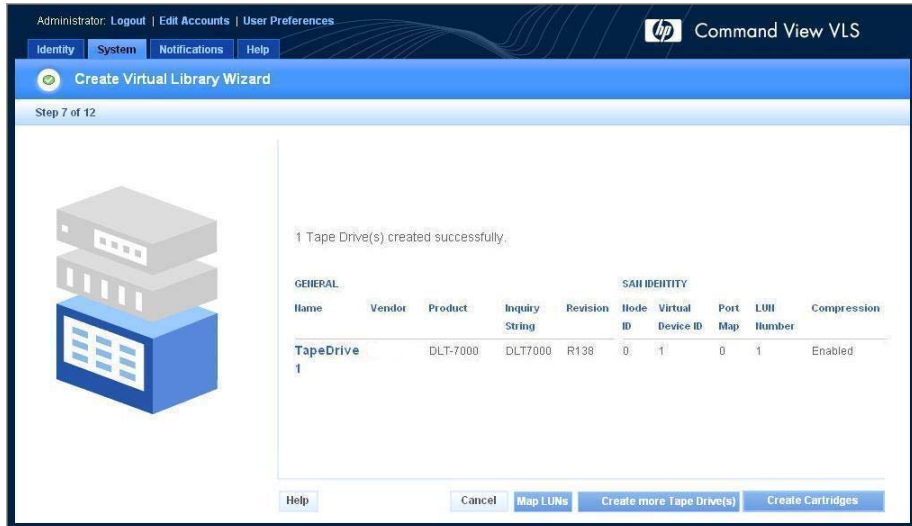 Administrator: Logout | Edit Accounts | User Preferences
hp Command View VLS
Identity System Notifications Help
Create Virtual Library Wizard
Step 7 of 12
1 Tape Drive(s) created successfully.
GENERAL SAN IDENTITY
Name Vendor Product Inquiry String Revision Node ID Virtual Device ID Port Map LUN Number Compression
TapeDrive 1 DLT-7000 DLT7000 R138 0 1 0 1 Enabled
Help Cancel Map LUNs Create more Tape Drive(s) Create Cartridges